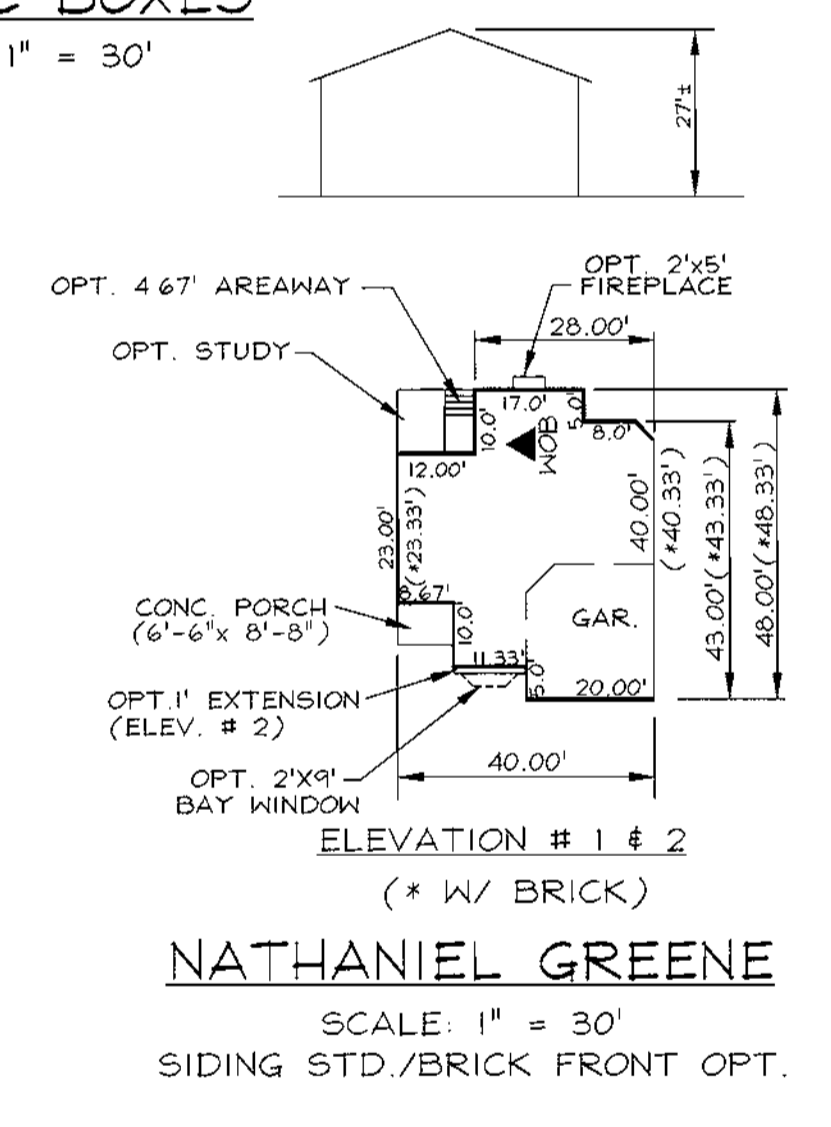 C BOXES
1" = 30'
27'±
OPT. 4 67' AREAWAY
OPT. 2'x5'
FIREPLACE
28.00'
OPT. STUDY
17.0'
5.0'
10.0'
8.0'
WOB
12.00'
23.00'
(*23.33')
40.00'
(*40.33')
43.00'(*43.33')
48.00'(*48.33')
8.67'
CONC. PORCH
(6'-6"x 8'-8")
10.0'
GAR.
11.33'
5.0'
20.00'
OPT.1' EXTENSION
(ELEV. # 2)
40.00'
OPT. 2'X9'
BAY WINDOW
ELEVATION # 1 & 2
(* W/ BRICK)
NATHANIEL GREENE
SCALE: 1" = 30'
SIDING STD./BRICK FRONT OPT.